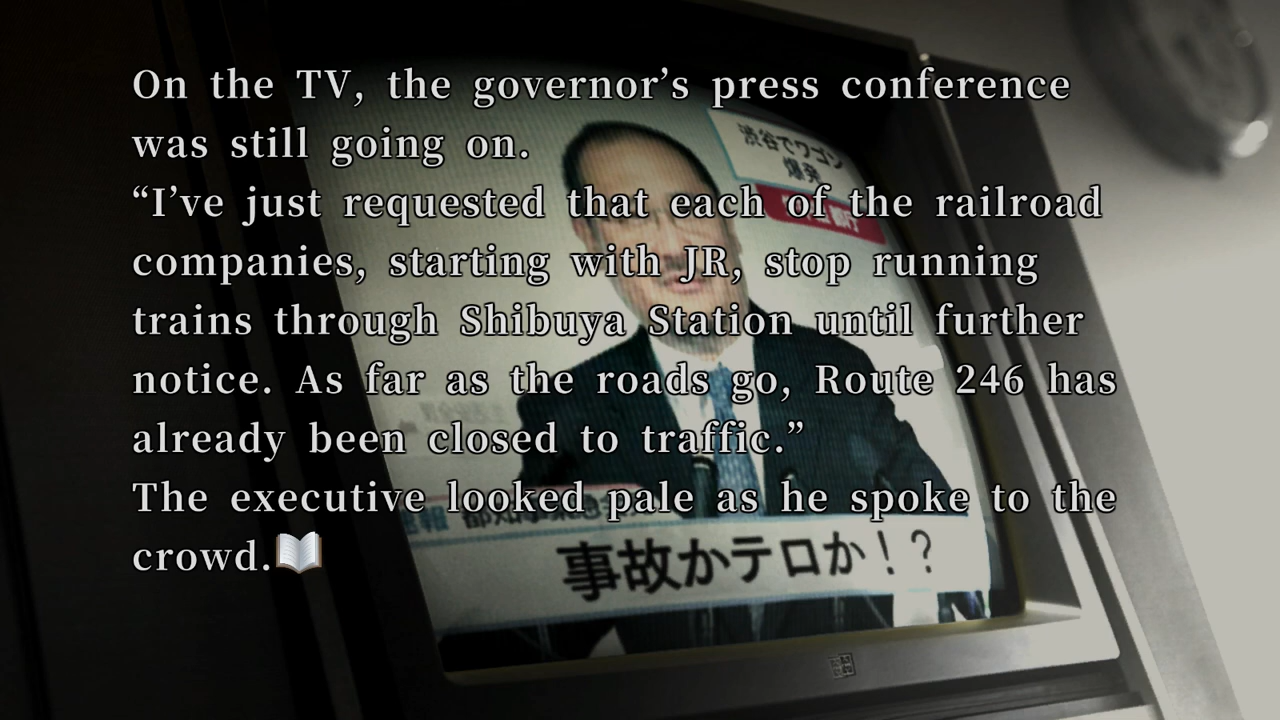 On the TV, the governor’s press conference
was still going on.
“I’ve just requested that each of the railroad
companies, starting with JR, stop running
trains through Shibuya Station until further
notice. As far as the roads go, Route 246 has
already been closed to traffic.”
The executive looked pale as he spoke to the
crowd.
渋谷でワゴン
爆発
事故かテロか！？